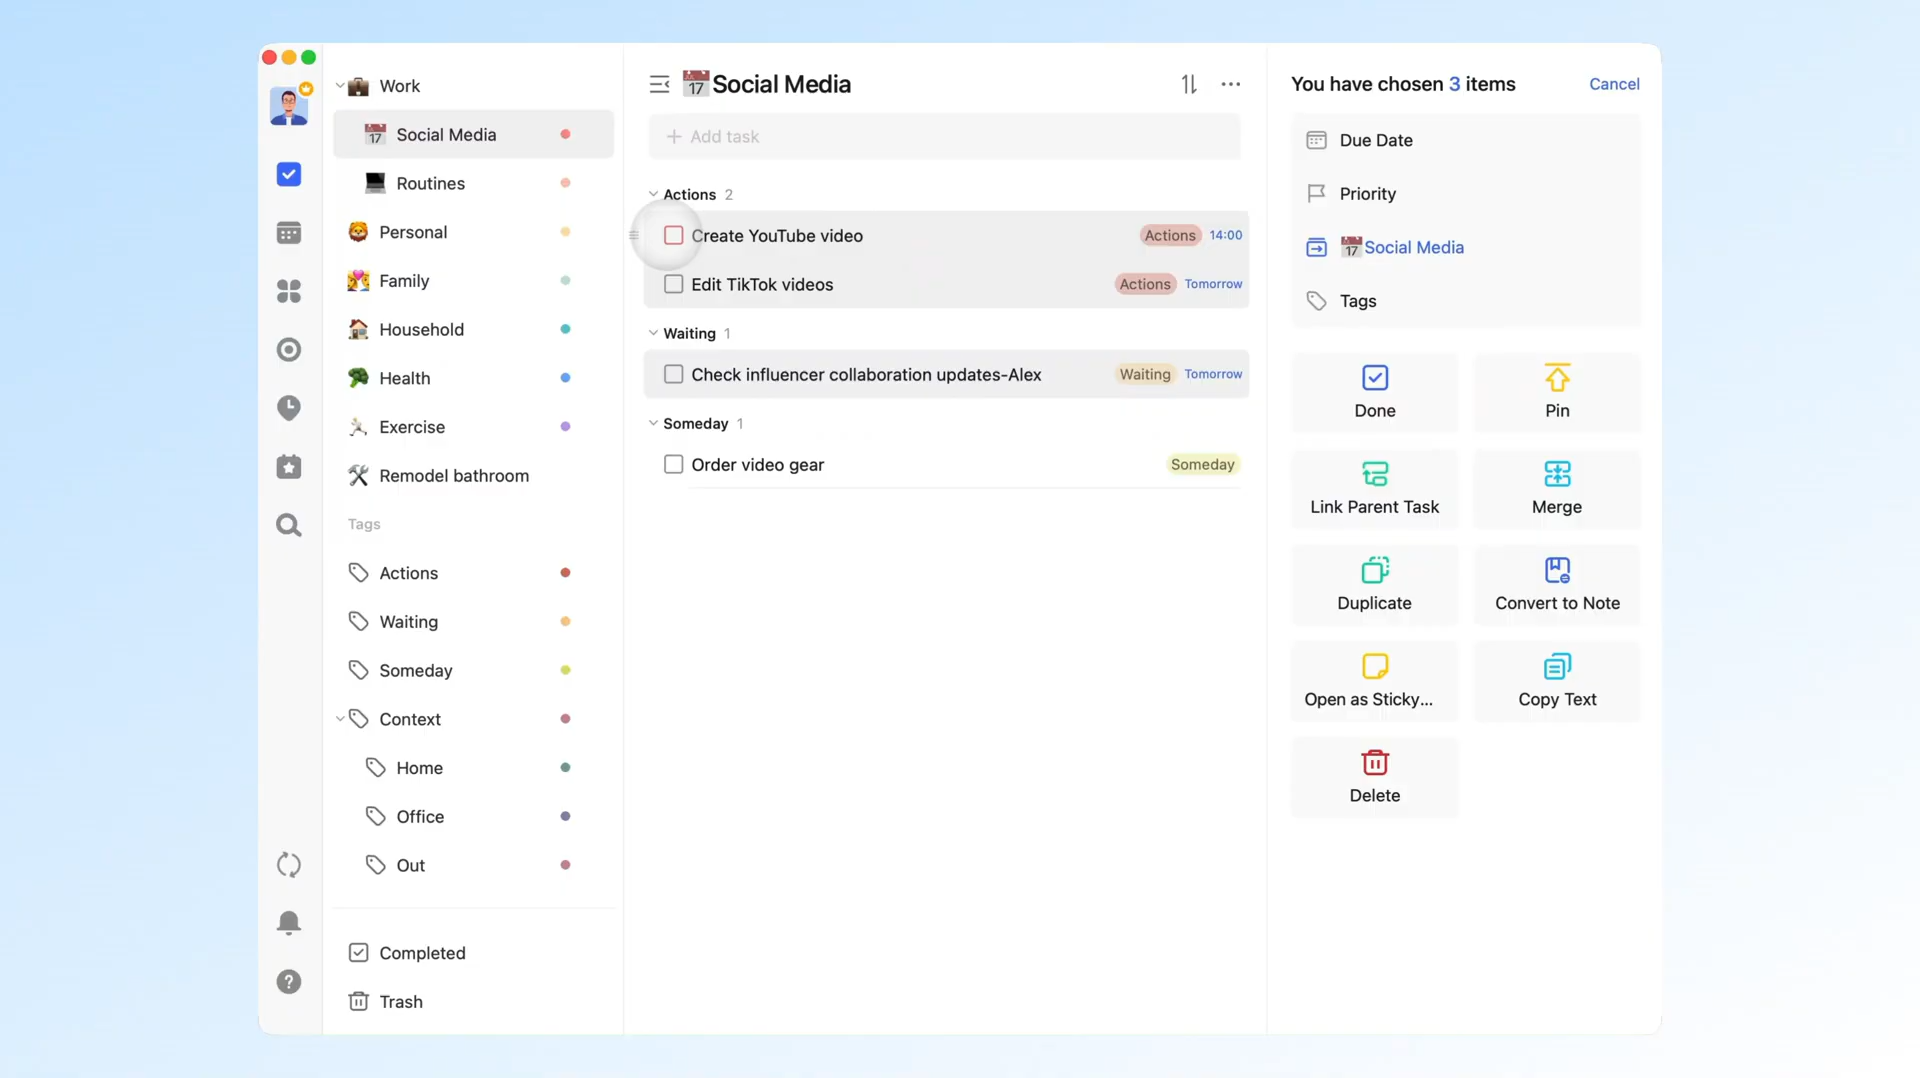 Work
Social Media
Routines
Personal
Family
Household
Health
Exercise
Remodel bathroom
Tags
Actions
Waiting
Someday
Context
Home
Office
Out
Completed
Trash
17 Social Media
+ Add task
Actions 2
Create YouTube video Actions 14:00
Edit TikTok videos Actions Tomorrow
Waiting 1
Check influencer collaboration updates-Alex Waiting Tomorrow
Someday 1
Order video gear Someday
You have chosen 3 items Cancel
Due Date
Priority
17 Social Media
Tags
Done Pin
Link Parent Task Merge
Duplicate Convert to Note
Open as Sticky... Copy Text
Delete